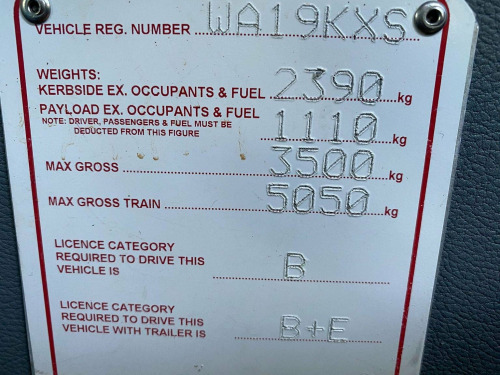 VEHICLE REG. NUMBER WA19KXS
WEIGHTS:
KERBSIDE EX. OCCUPANTS & FUEL 2390 kg
PAYLOAD EX. OCCUPANTS & FUEL 1110 kg
NOTE: DRIVER, PASSENGERS & FUEL MUST BE
DEDUCTED FROM THIS FIGURE
MAX GROSS 3500 kg
MAX GROSS TRAIN 5050 kg
LICENCE CATEGORY
REQUIRED TO DRIVE THIS
VEHICLE IS B
LICENCE CATEGORY
REQUIRED TO DRIVE THIS
VEHICLE WITH TRAILER IS B+E